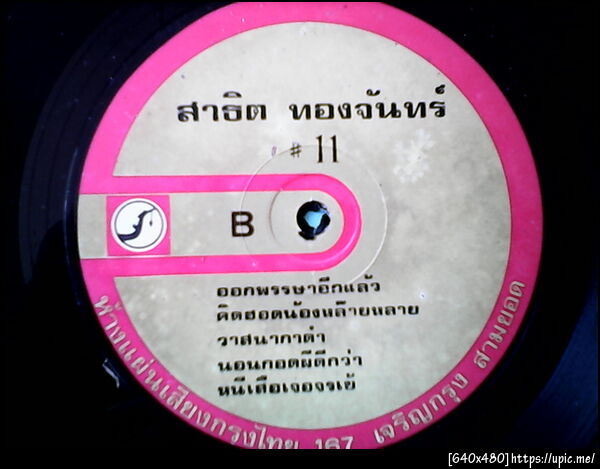 สาธิต ทองจันทร์
# 11
B
ออกพรรษาอีกแล้ว
คิดฮอดน้องหล๊ายหลาย
วาสนากาดำ
นอนกอดผีดีกว่า
หนีเสือเจอจรเข้
ห้างแผ่นเสียงกรุงไทย 167 เจริญกรุง สามยอด
[640x480]https://upic.me/